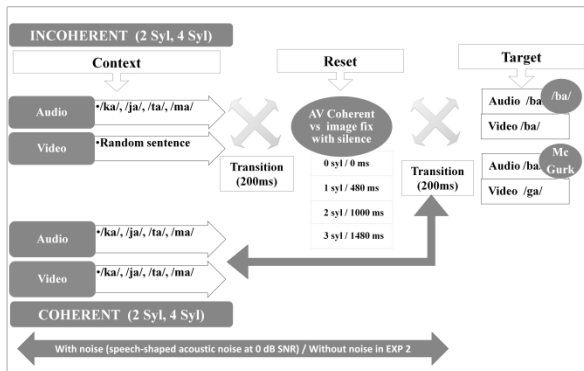 INCOHERENT (2 Syl, 4 Syl)
Context
Reset
Target
Audio
•/ka/, /ja/, /ta/, /ma/
Video
•Random sentence
Transition
(200ms)
AV Coherent
vs image fix
with silence
0 syl / 0 ms
1 syl / 480 ms
2 syl / 1000 ms
3 syl / 1480 ms
Transition
(200ms)
Audio /ba/
/ba/
Video /ba/
Audio /ba/
Mc
Gurk
Video /ga/
Audio
•/ka/, /ja/, /ta/, /ma/
Video
•/ka/, /ja/, /ta/, /ma/
COHERENT (2 Syl, 4 Syl)
With noise (speech-shaped acoustic noise at 0 dB SNR) / Without noise in EXP 2